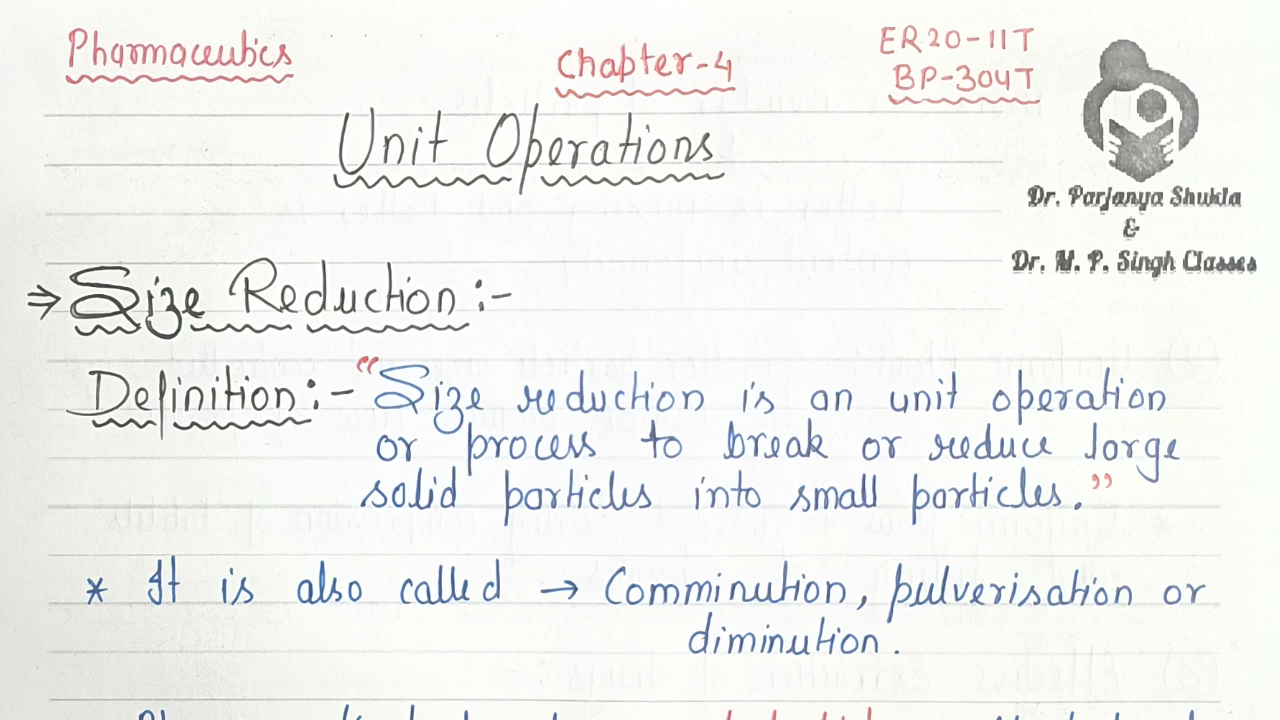 Pharmaceutics
Chapter-4
ER20-11T
BP-304T
Unit Operations
Dr. Parjanya Shukla
&
Dr. M. P. Singh Classes
⇒ Size Reduction :-
Definition :- “Size reduction is an unit operation
or process to break or reduce large
solid particles into small particles.”
* It is also called → Comminution, pulverisation or
diminution.